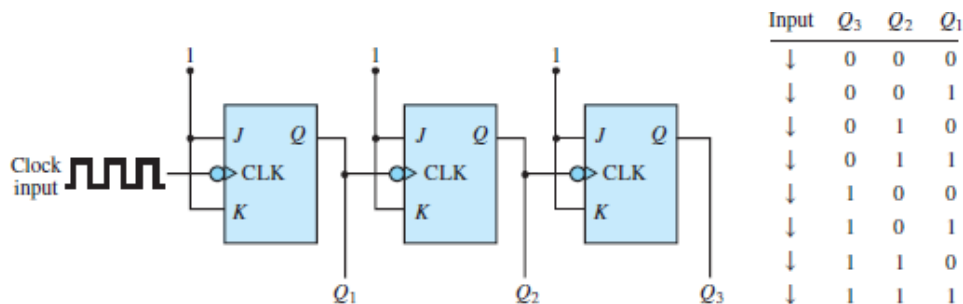 1 1 1
J Q J Q J Q
Clock input
CLK CLK CLK
K K K
Q1 Q2 Q3
Input Q3 Q2 Q1
↓ 0 0 0
↓ 0 0 1
↓ 0 1 0
↓ 0 1 1
↓ 1 0 0
↓ 1 0 1
↓ 1 1 0
↓ 1 1 1